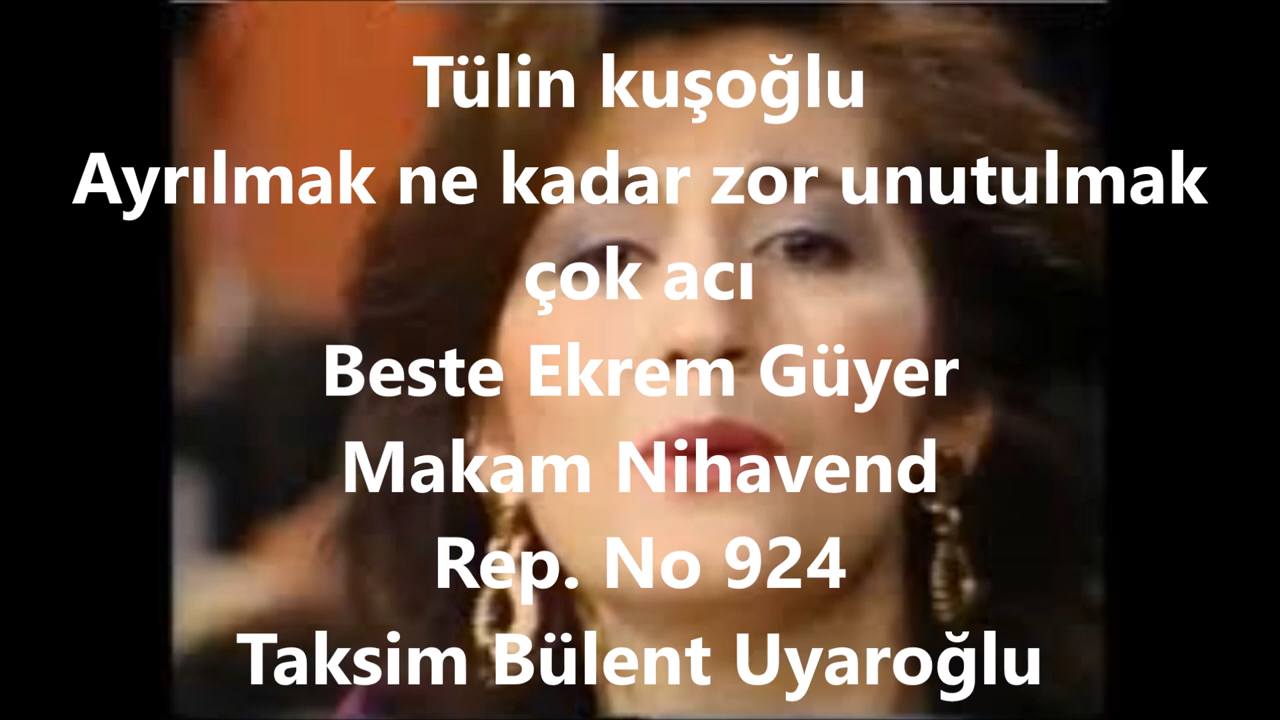 Tülin kuşoğlu
Ayrılmak ne kadar zor unutulmak
çok acı
Beste Ekrem Güyer
Makam Nihavend
Rep. No 924
Taksim Bülent Uyaroğlu